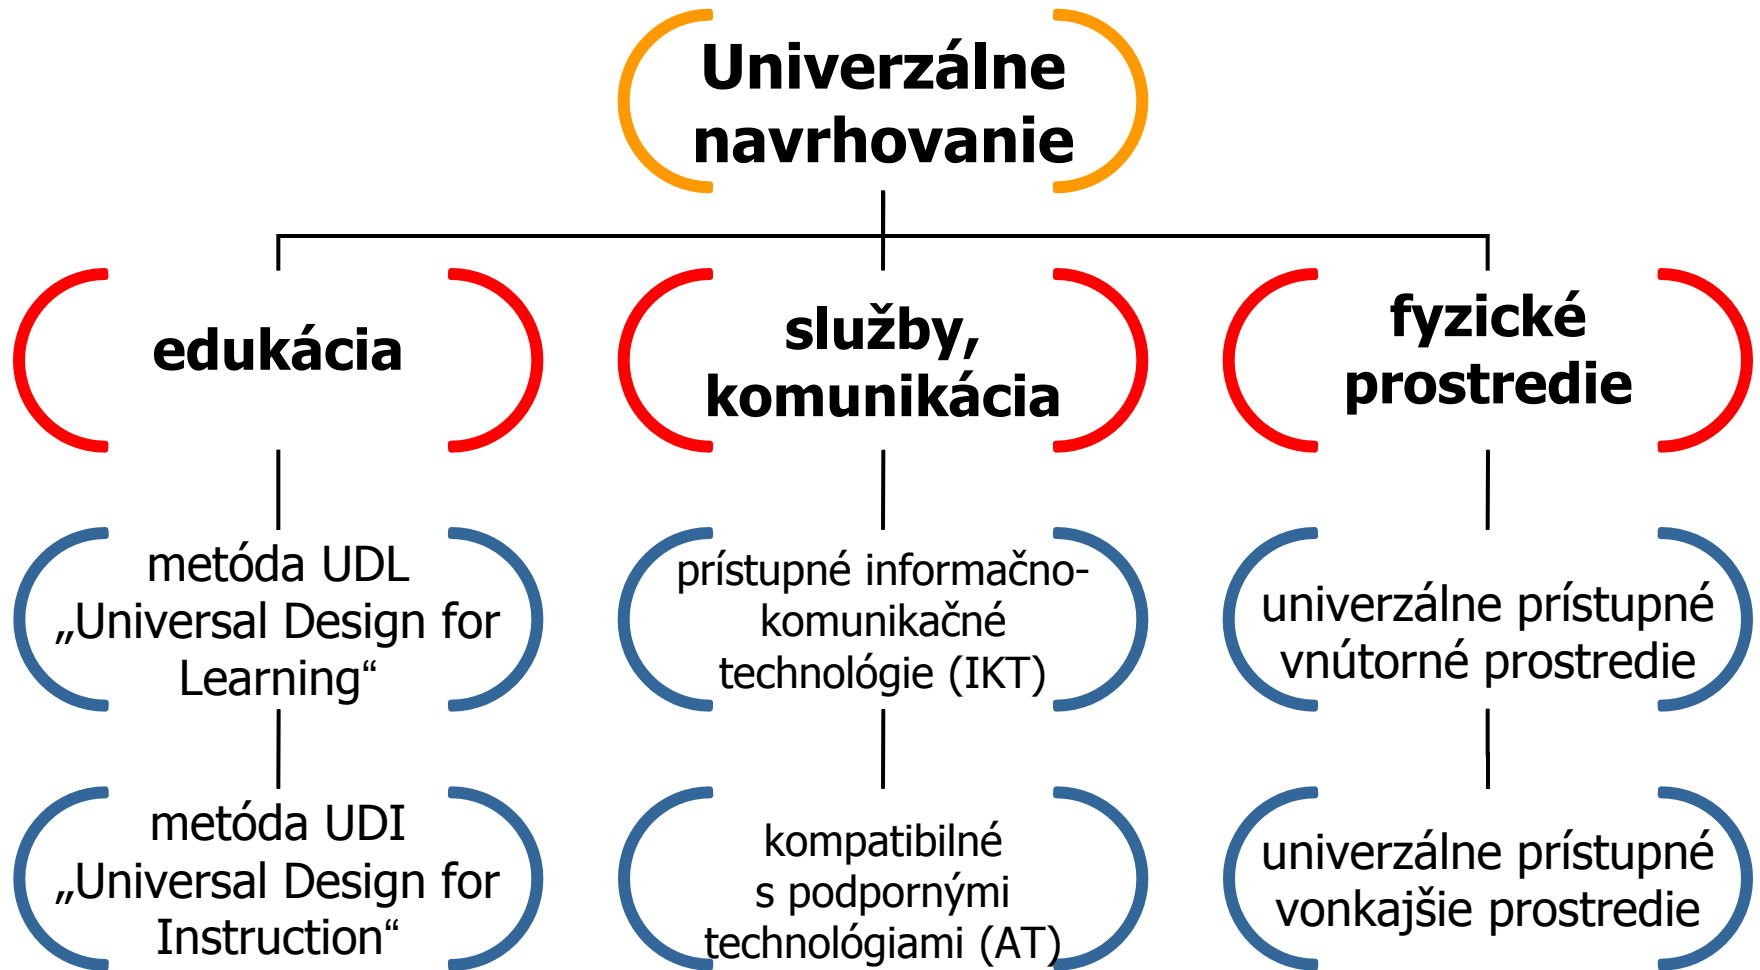 Univerzálne
navrhovanie
edukácia
služby,
komunikácia
fyzické
prostredie
metóda UDL
„Universal Design for
Learning“
prístupné informačno-
komunikačné
technológie (IKT)
univerzálne prístupné
vnútorné prostredie
metóda UDI
„Universal Design for
Instruction“
kompatibilné
s podpornými
technológiami (AT)
univerzálne prístupné
vonkajšie prostredie